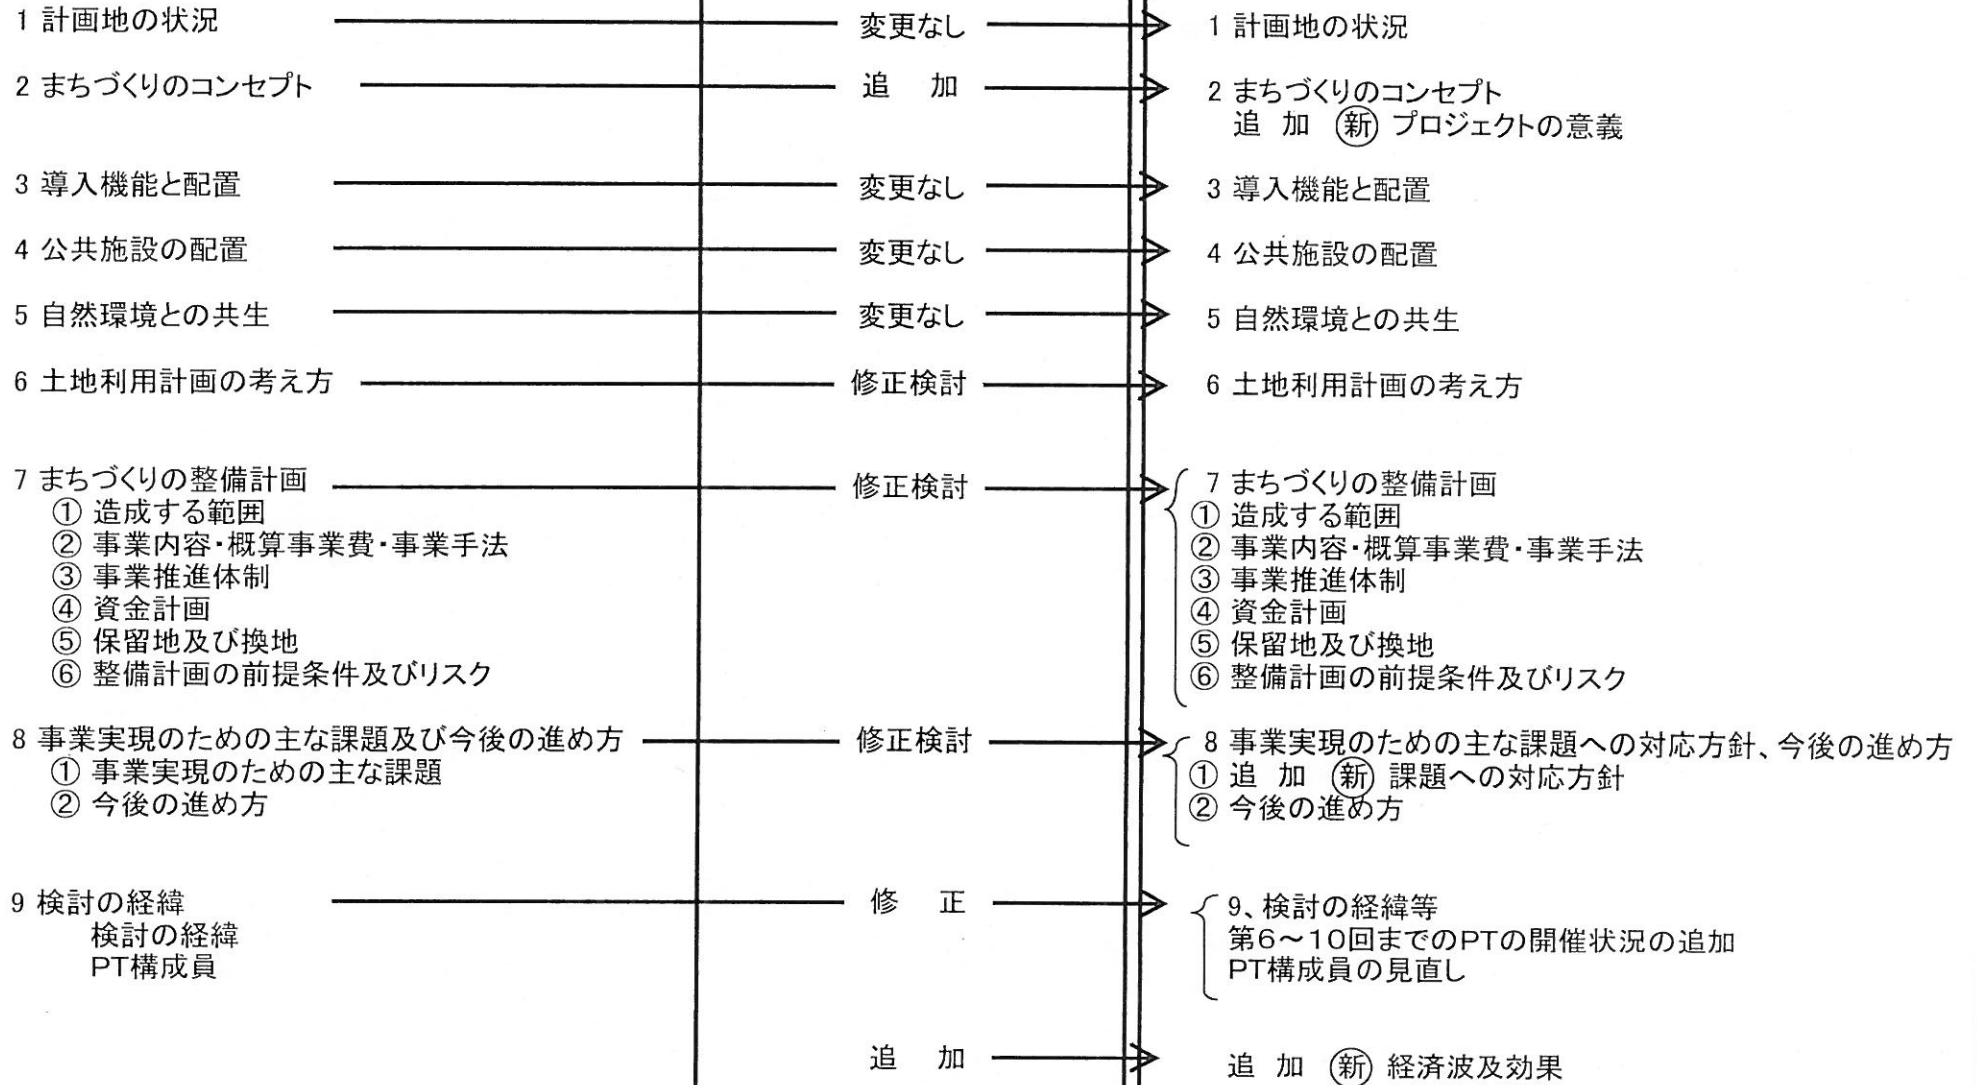 1 計画地の状況
変更なし
1 計画地の状況
2 まちづくりのコンセプト
追 加
2 まちづくりのコンセプト
追 加 ㊟新 プロジェクトの意義
3 導入機能と配置
変更なし
3 導入機能と配置
4 公共施設の配置
変更なし
4 公共施設の配置
5 自然環境との共生
変更なし
5 自然環境との共生
6 土地利用計画の考え方
修正検討
6 土地利用計画の考え方
7 まちづくりの整備計画
① 造成する範囲
② 事業内容・概算事業費・事業手法
③ 事業推進体制
④ 資金計画
⑤ 保留地及び換地
⑥ 整備計画の前提条件及びリスク
修正検討
7 まちづくりの整備計画
① 造成する範囲
② 事業内容・概算事業費・事業手法
③ 事業推進体制
④ 資金計画
⑤ 保留地及び換地
⑥ 整備計画の前提条件及びリスク
8 事業実現のための主な課題及び今後の進め方
① 事業実現のための主な課題
② 今後の進め方
修正検討
8 事業実現のための主な課題への対応方針、今後の進め方
① 追 加 新 課題への対応方針
② 今後の進め方
9 検討の経緯
検討の経緯
PT構成員
修 正
9、検討の経緯等
第6～10回までのPTの開催状況の追加
PT構成員の見直し
追 加
追 加 新 経済波及効果